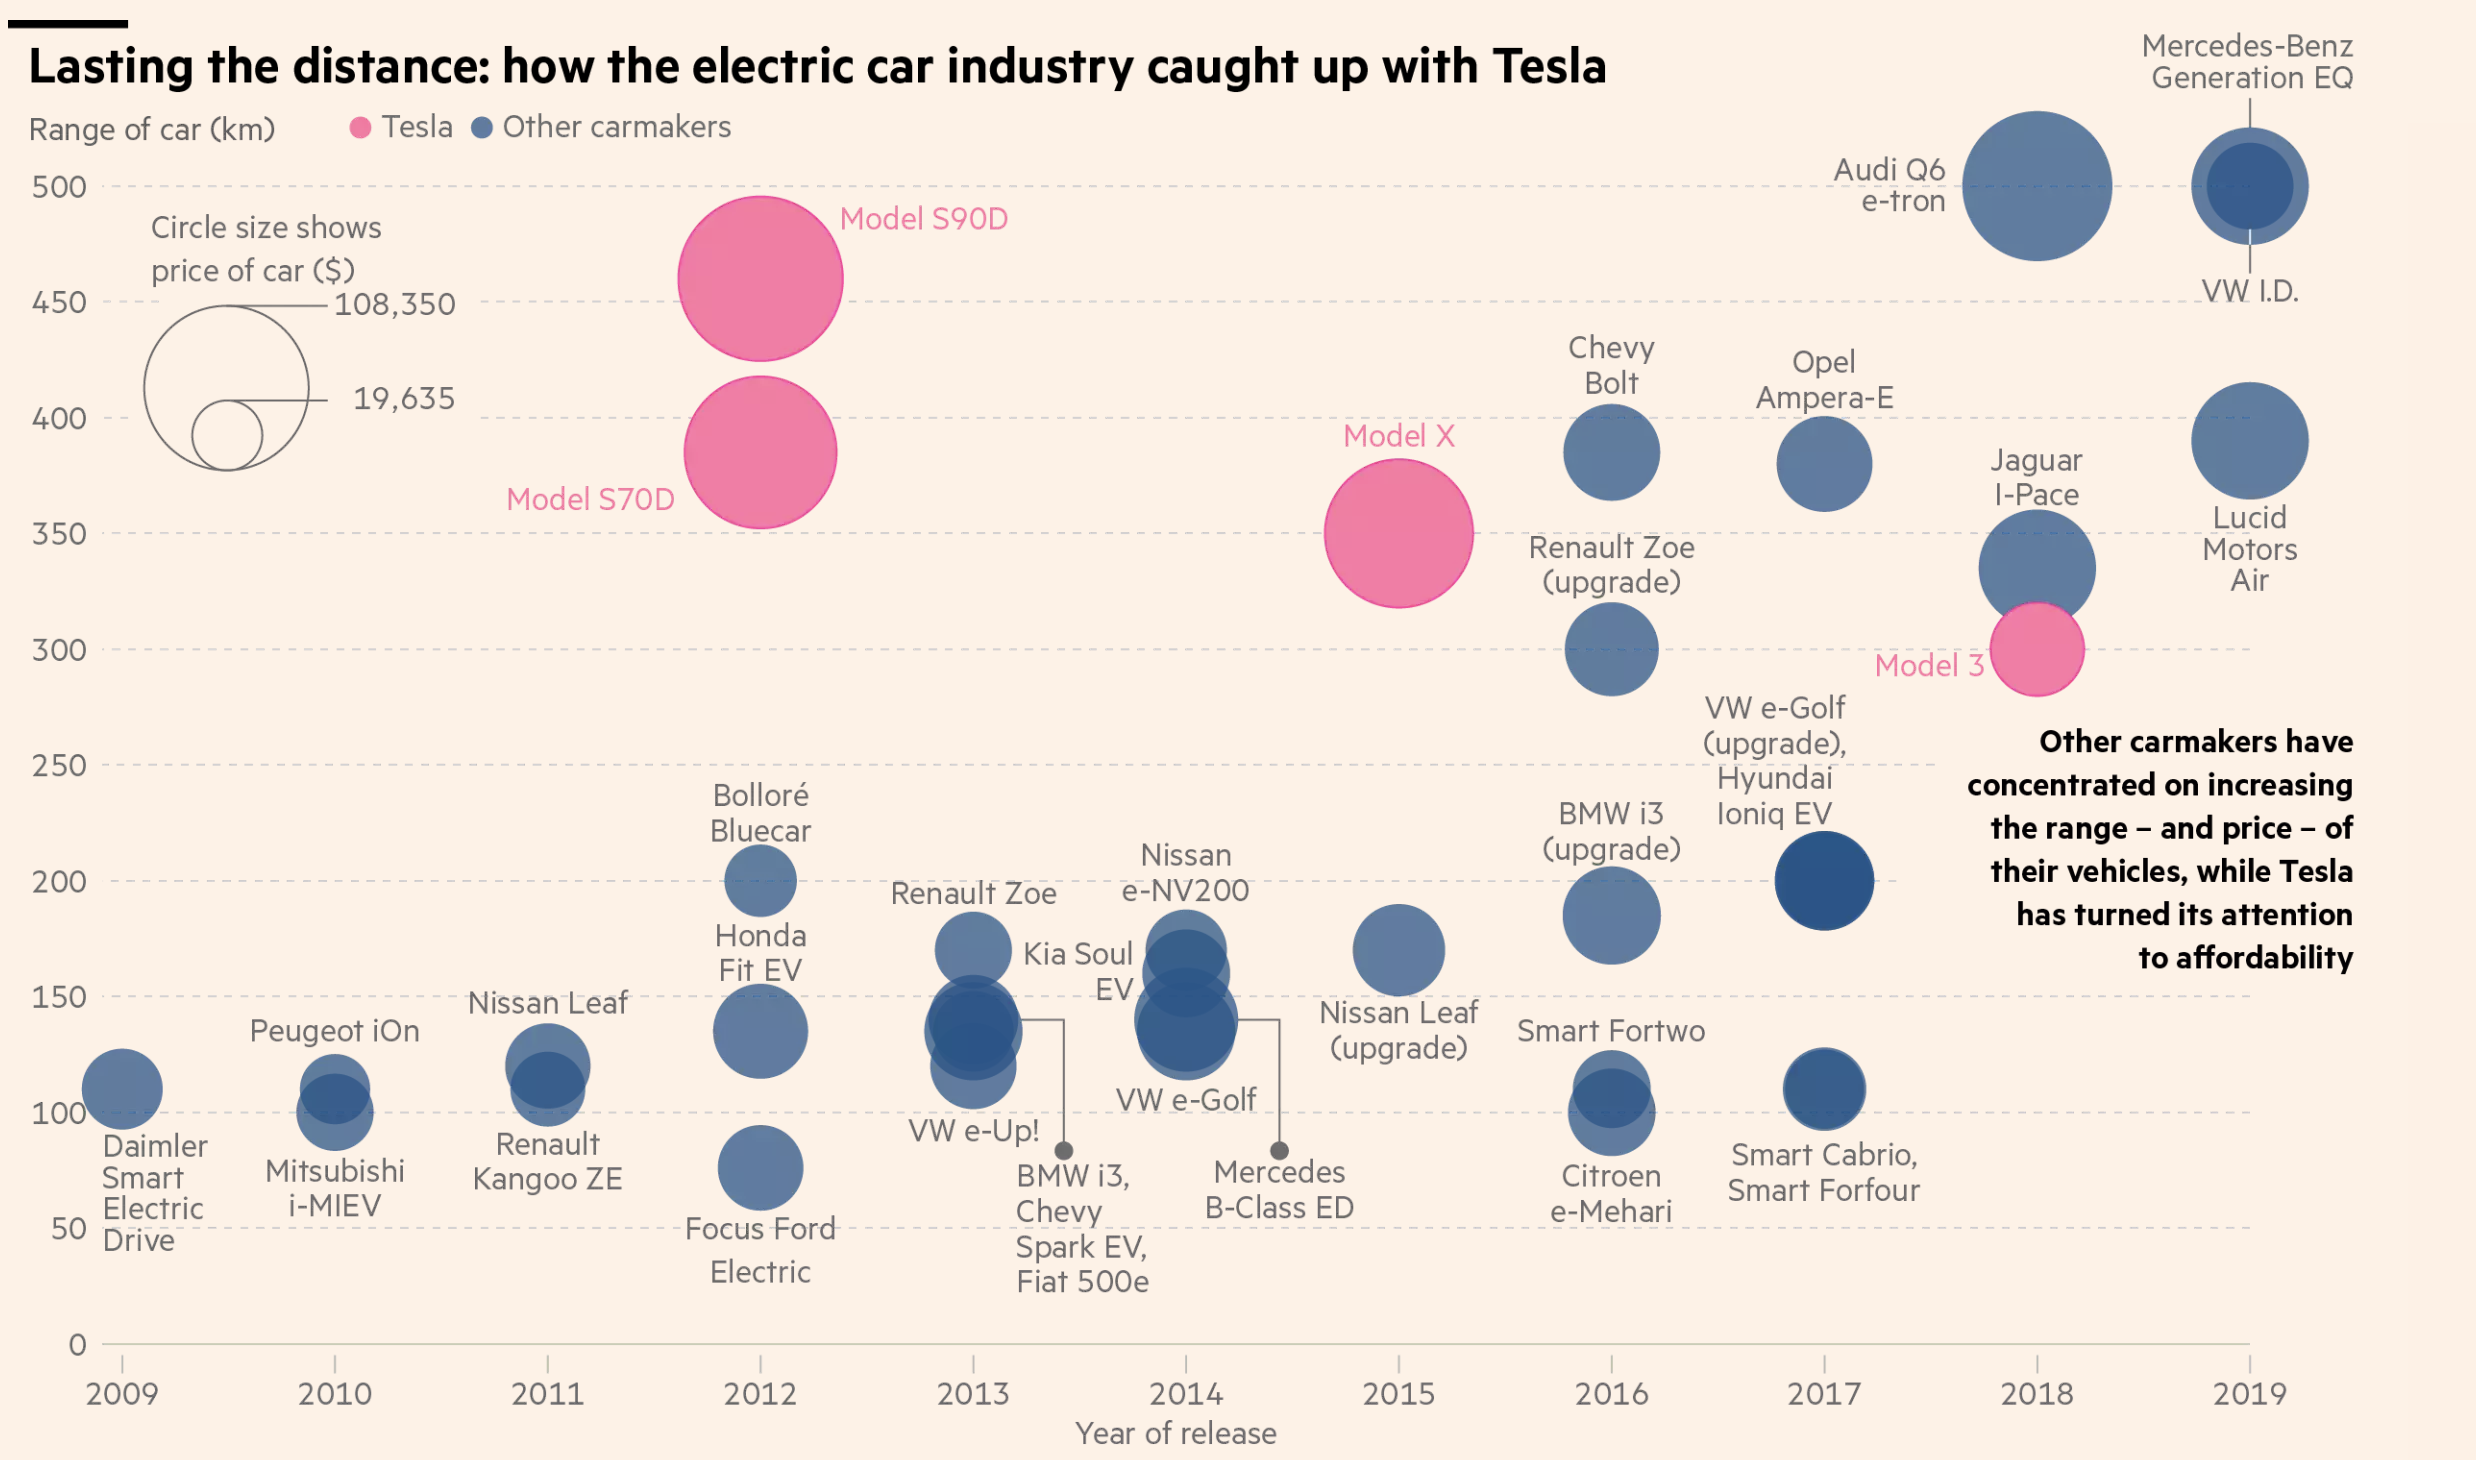 Lasting the distance: how the electric car industry caught up with Tesla
Range of car (km)
Tesla
Other carmakers
500
450
400
350
300
250
200
150
100
50
0
Circle size shows
price of car ($)
108,350
19,635
Daimler
Smart
Electric
Drive
Peugeot iOn
Mitsubishi
i-MIEV
Nissan Leaf
Renault
Kangoo ZE
Model S90D
Model S70D
Bolloré
Bluecar
Honda
Fit EV
Focus Ford
Electric
Renault Zoe
VW e-Up!
BMW i3,
Chevy
Spark EV,
Fiat 500e
Nissan
e-NV200
Kia Soul
EV
VW e-Golf
Mercedes
B-Class ED
Model X
Nissan Leaf
(upgrade)
Chevy
Bolt
Renault Zoe
(upgrade)
BMW i3
(upgrade)
Smart Fortwo
Citroen
e-Mehari
Opel
Ampera-E
VW e-Golf
(upgrade),
Hyundai
Ioniq EV
Smart Cabrio,
Smart Forfour
Audi Q6
e-tron
Jaguar
I-Pace
Model 3
Mercedes-Benz
Generation EQ
VW I.D.
Lucid
Motors
Air
Other carmakers have
concentrated on increasing
the range – and price – of
their vehicles, while Tesla
has turned its attention
to affordability
2009
2010
2011
2012
2013
2014
2015
2016
2017
2018
2019
Year of release